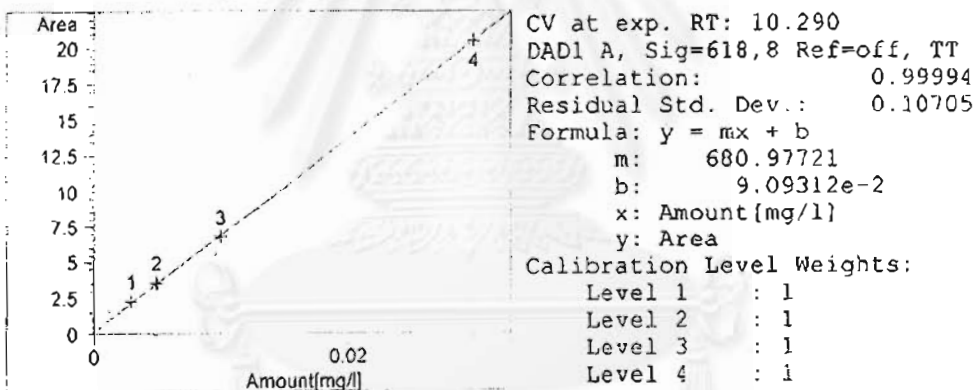 Area
20
17.5
15
12.5
10
7.5
5
2.5
0
1
2
3
4
0
0.02
Amount[mg/l]
CV at exp. RT: 10.290
DAD1 A, Sig=618,8 Ref=off, TT
Correlation: 0.99994
Residual Std. Dev.: 0.10705
Formula: y = mx + b
m: 680.97721
b: 9.09312e-2
x: Amount[mg/l]
y: Area
Calibration Level Weights:
Level 1 : 1
Level 2 : 1
Level 3 : 1
Level 4 : 1